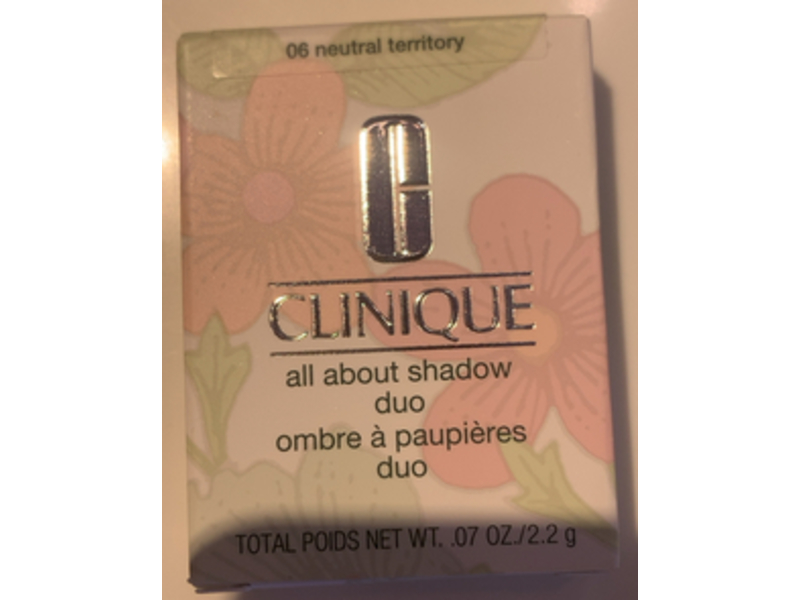 06 neutral territory
CLINIQUE
all about shadow
duo
ombre à paupières
duo
TOTAL POIDS NET WT. .07 OZ./2.2 g